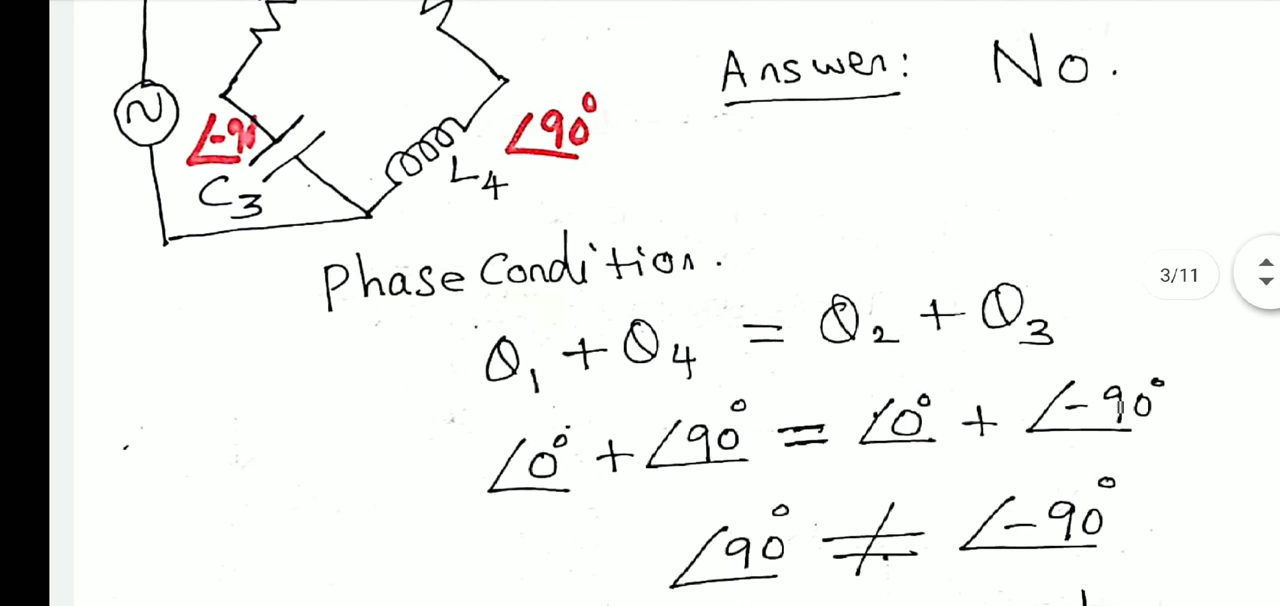 Answer: No.
∠-90
∠90°
C3
L4
Phase Condition.
3/11
θ1 + θ4 = θ2 + θ3
∠0° + ∠90° = ∠0° + ∠-90°
∠90° ≠ ∠-90°